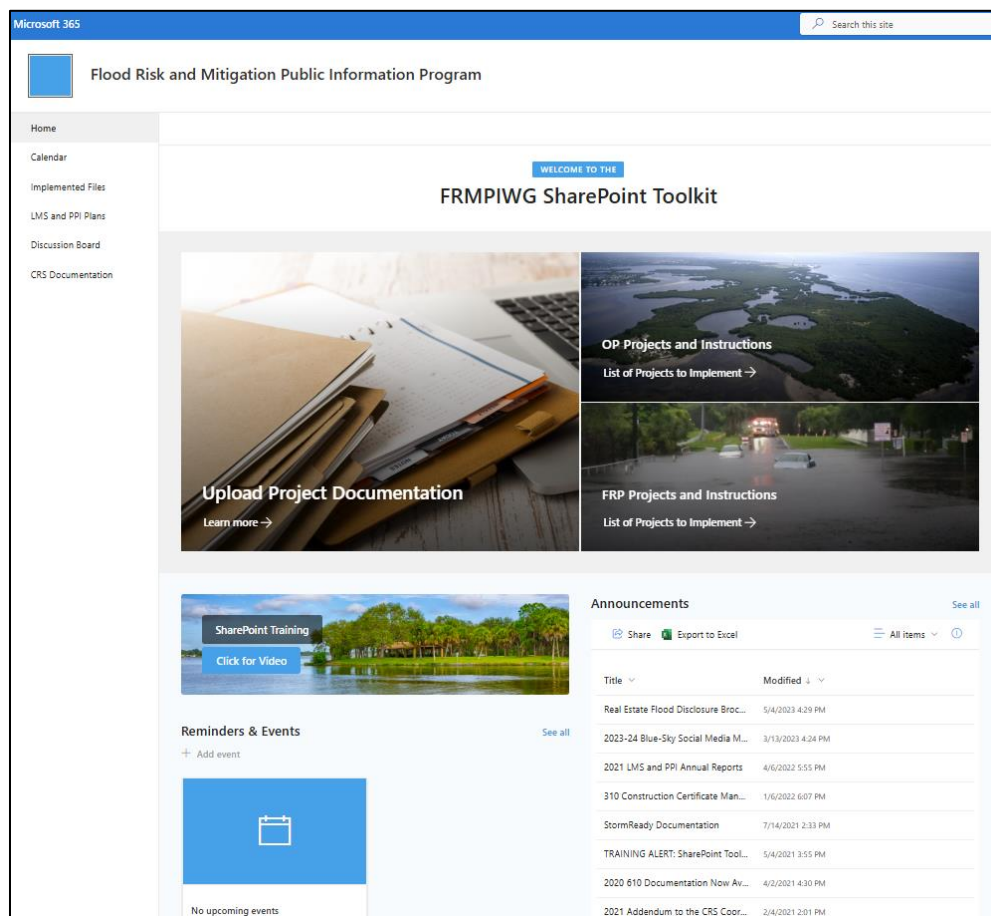 Microsoft 365
Search this site
Flood Risk and Mitigation Public Information Program
Home
Calendar
Implemented Files
LMS and PPI Plans
Discussion Board
CRS Documentation
WELCOME TO THE
FRMPIWG SharePoint Toolkit
Upload Project Documentation
Learn more →
OP Projects and Instructions
List of Projects to Implement →
FRP Projects and Instructions
List of Projects to Implement →
SharePoint Training
Click for Video
Reminders & Events
See all
+ Add event
No upcoming events
Announcements
See all
Share
Export to Excel
All items
Title
Modified ↓
Real Estate Flood Disclosure Broc... 5/4/2023 4:29 PM
2023-24 Blue-Sky Social Media M... 3/13/2023 4:24 PM
2021 LMS and PPI Annual Reports 4/6/2022 5:55 PM
310 Construction Certificate Man... 1/6/2022 6:07 PM
StormReady Documentation 7/14/2021 2:33 PM
TRAINING ALERT: SharePoint Tool... 5/4/2021 3:55 PM
2020 610 Documentation Now Av... 4/2/2021 4:30 PM
2021 Addendum to the CRS Coor... 2/4/2021 2:01 PM